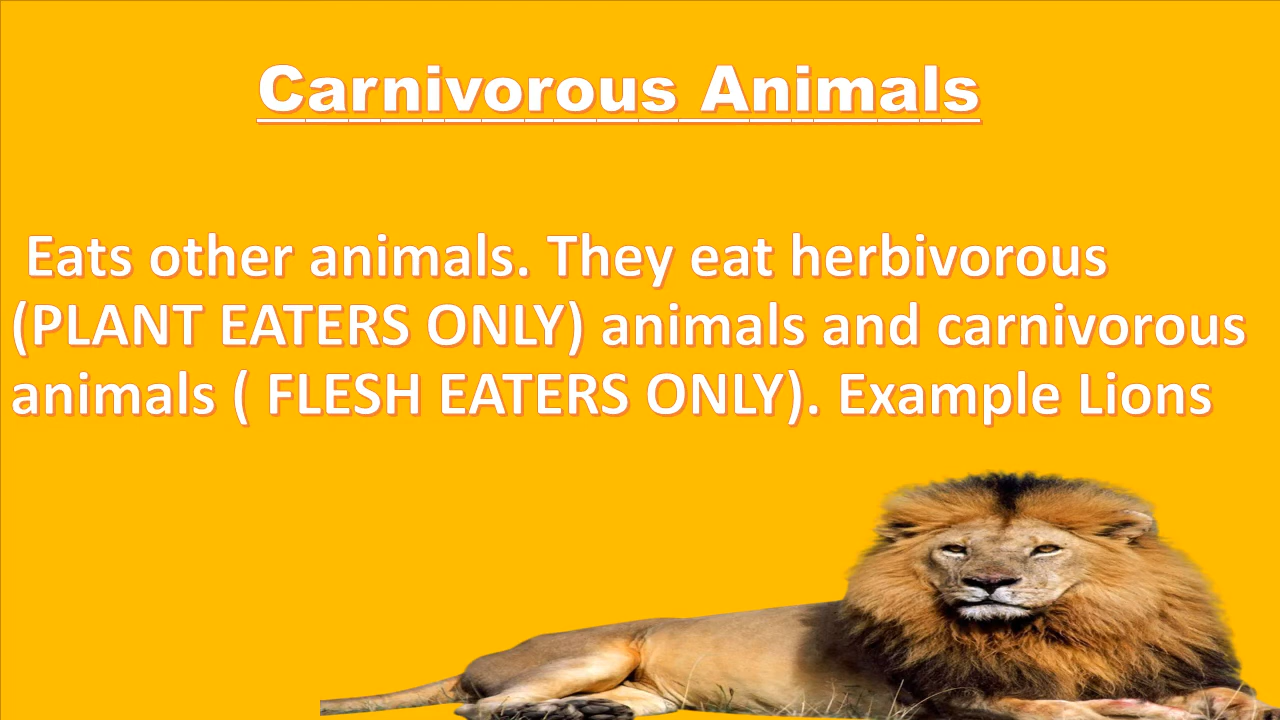 Carnivorous Animals
Eats other animals. They eat herbivorous
(PLANT EATERS ONLY) animals and carnivorous
animals ( FLESH EATERS ONLY). Example Lions